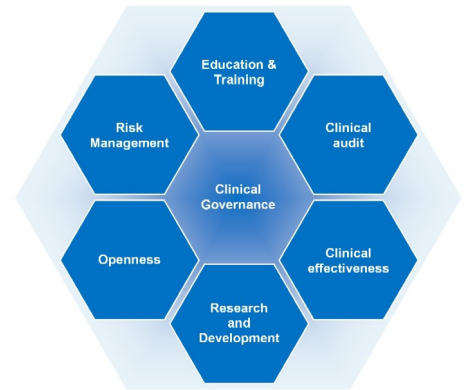 Education &
Training
Risk
Management
Clinical
audit
Clinical
Governance
Openness
Clinical
effectiveness
Research
and
Development